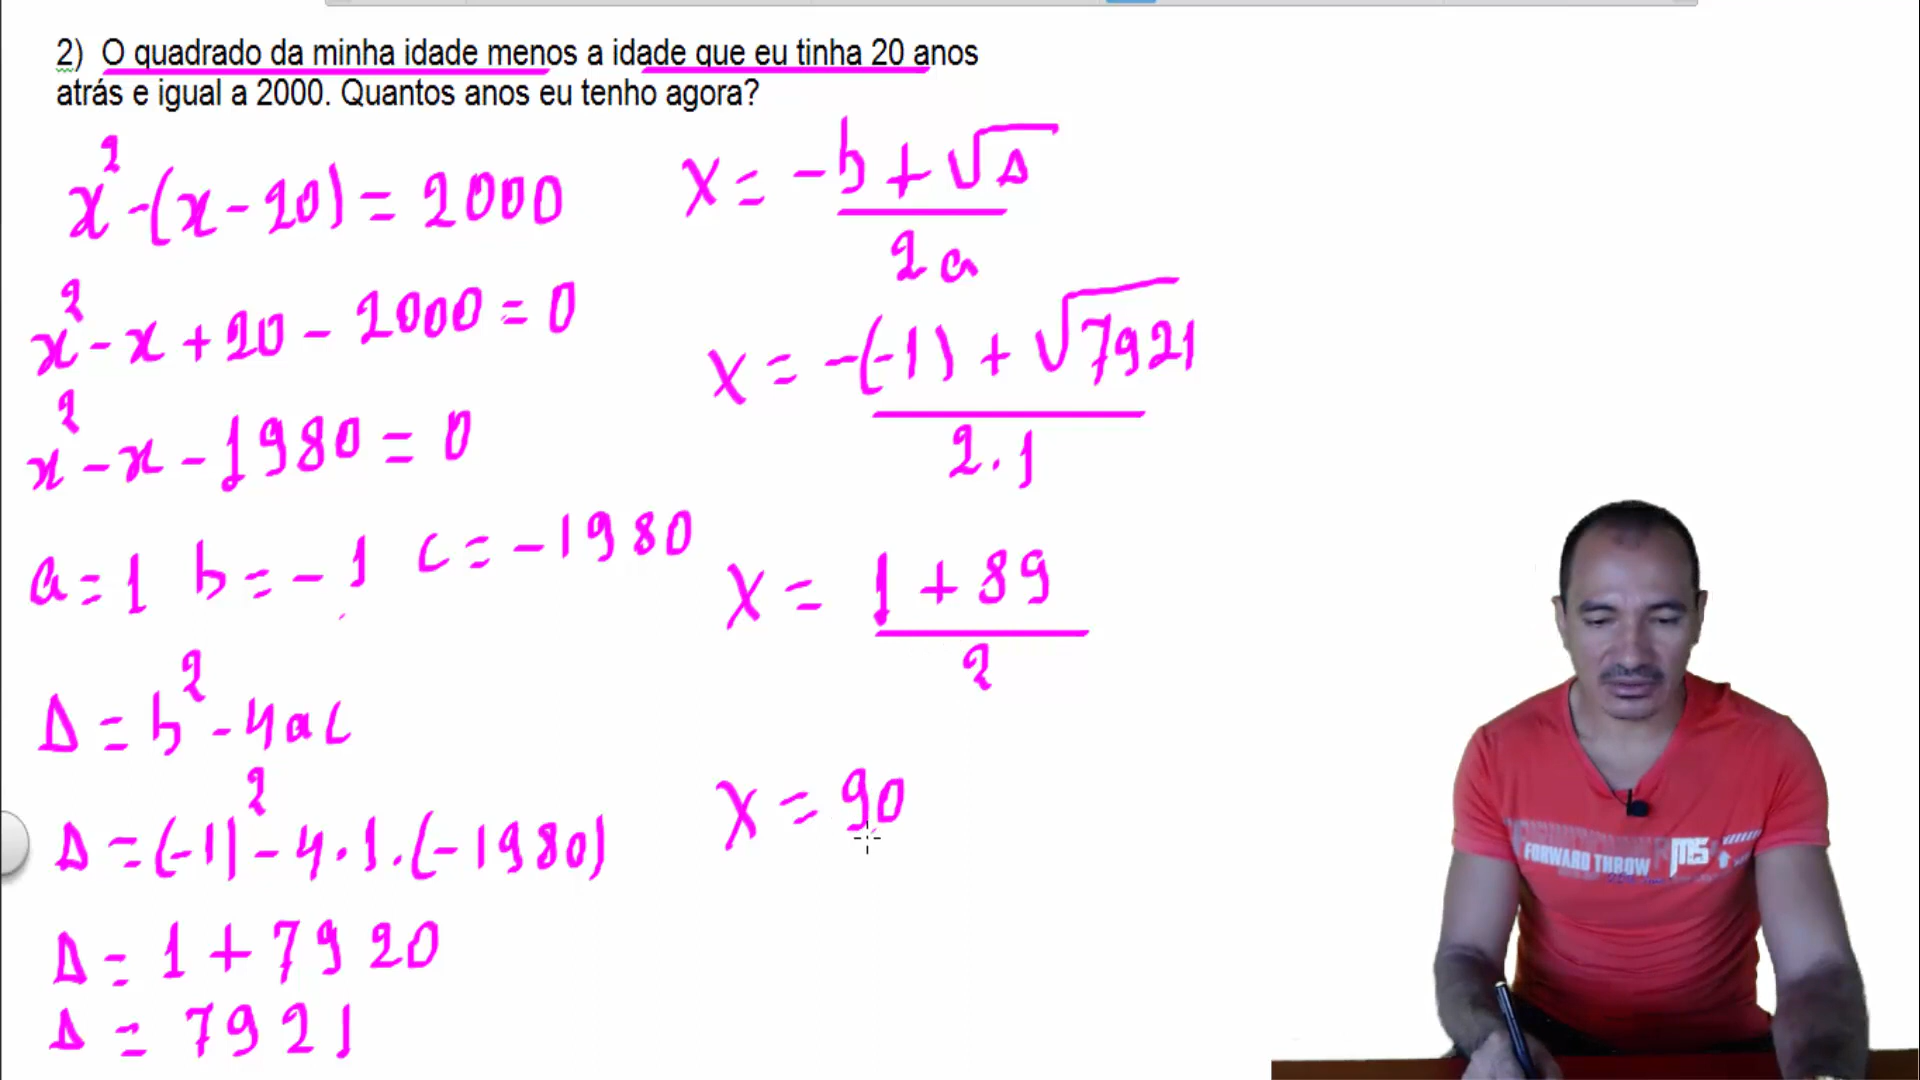 2) O quadrado da minha idade menos a idade que eu tinha 20 anos
atrás e igual a 2000. Quantos anos eu tenho agora?
x² -(x - 20) = 2000
x² - x + 20 - 2000 = 0
x² - x - 1980 = 0
a = 1 b = - 1 c = - 1980
Δ = b² - 4ac
Δ = (-1)² - 4 . 1 . (- 1980)
Δ = 1 + 7920
Δ = 7921
X = -b + √Δ
2a
X = -(-1) + √7921
2 . 1
X = 1 + 89
2
X = 90
FORWARD THROW
MS